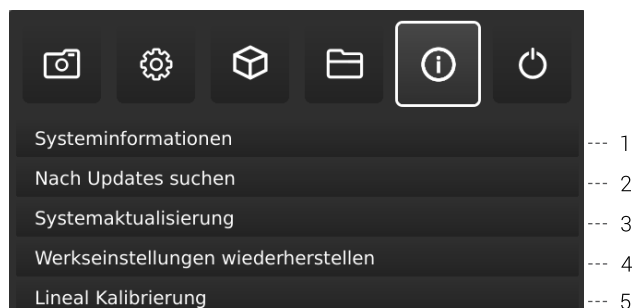 Systeminformationen --- 1
Nach Updates suchen --- 2
Systemaktualisierung --- 3
Werkseinstellungen wiederherstellen --- 4
Lineal Kalibrierung --- 5